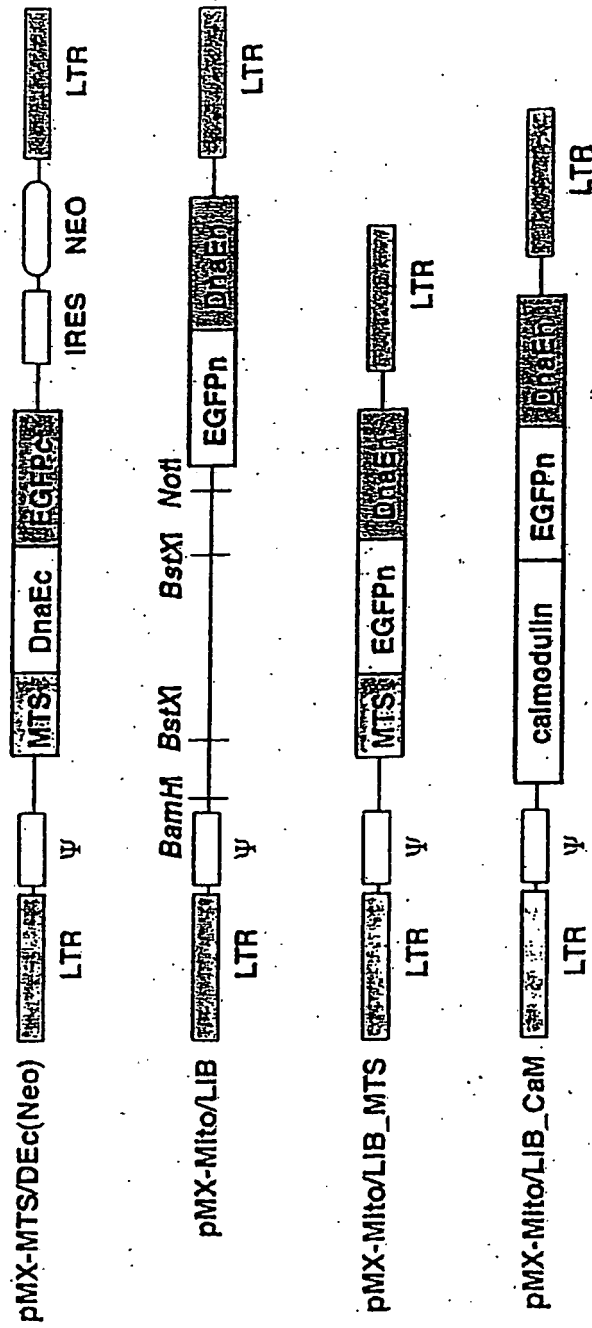 pMX-MTS/DEc(Neo)
LTR Ψ MTS DnaEc EGFPc IRES NEO LTR
pMX-Mito/LIB
LTR Ψ BamHI BstXI BstXI NotI EGFPn DnaEn LTR
pMX-Mito/LIB_MTS
LTR Ψ MTS EGFPn DnaEn LTR
pMX-Mito/LIB_CaM
LTR Ψ calmodulin EGFPn DnaEn LTR